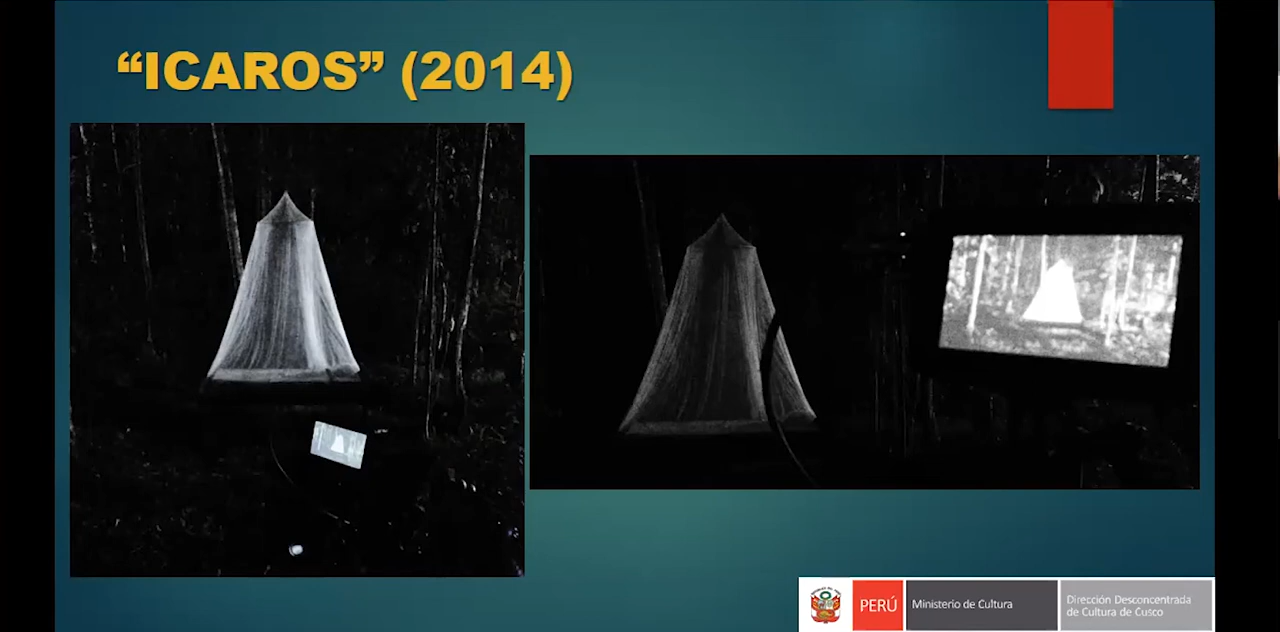 “ICAROS” (2014)
PERÚ
Ministerio de Cultura
Dirección Desconcentrada
de Cultura de Cusco